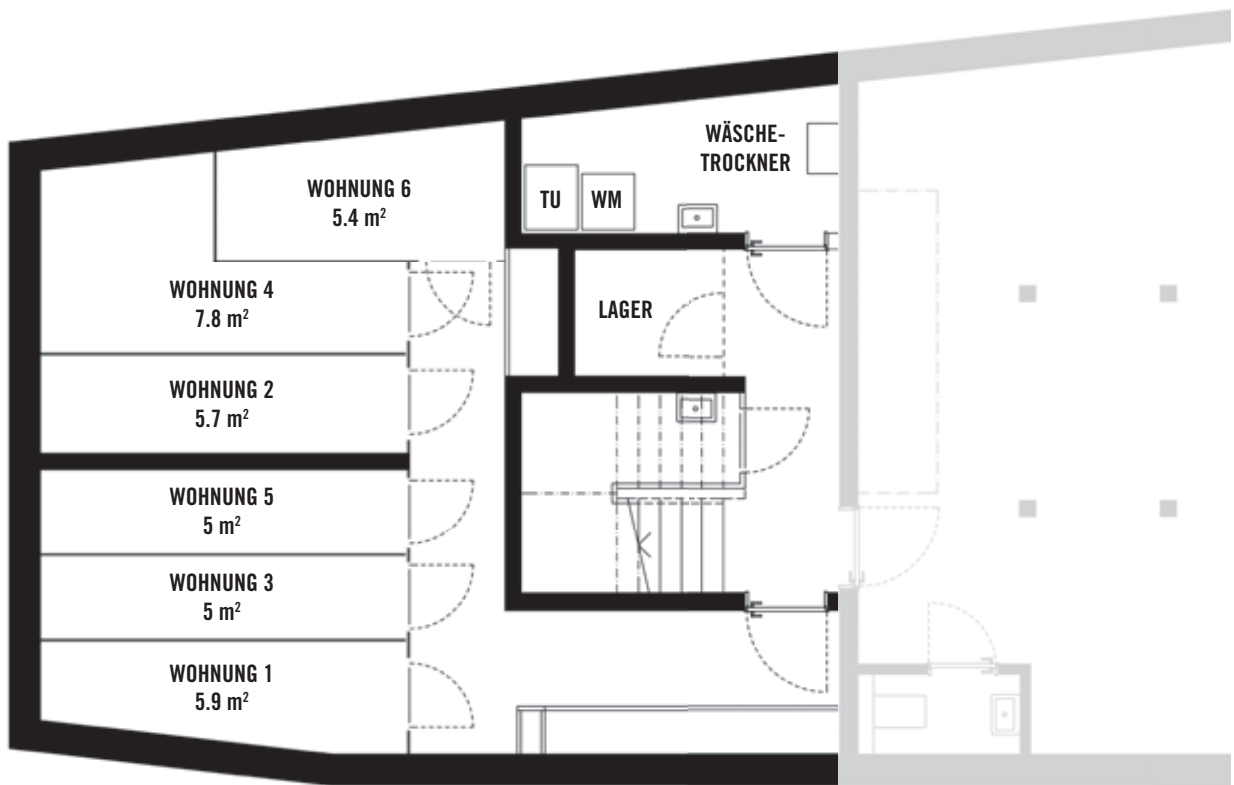 WÄSCHE-
TROCKNER
WOHNUNG 6
5.4 m²
TU
WM
WOHNUNG 4
7.8 m²
LAGER
WOHNUNG 2
5.7 m²
WOHNUNG 5
5 m²
WOHNUNG 3
5 m²
WOHNUNG 1
5.9 m²